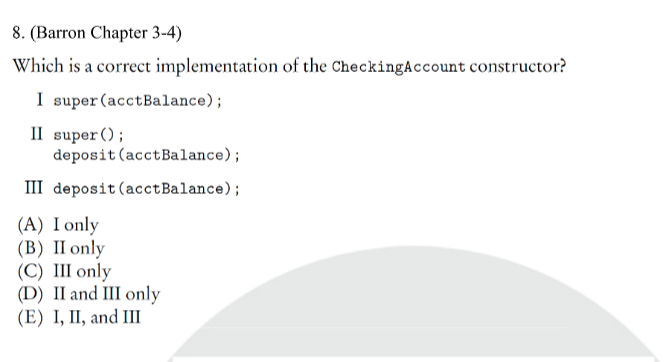 8. (Barron Chapter 3-4)
Which is a correct implementation of the CheckingAccount constructor?
I super(acctBalance);
II super();
deposit(acctBalance);
III deposit(acctBalance);
(A) I only
(B) II only
(C) III only
(D) II and III only
(E) I, II, and III